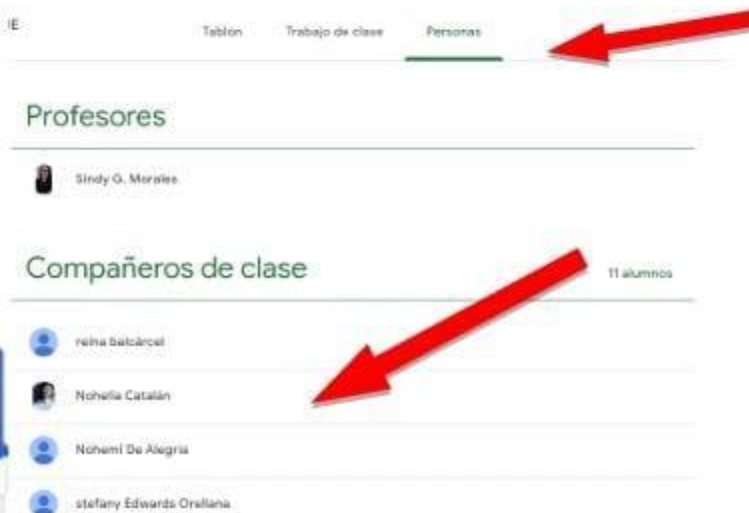 IE
Tablón Trabajo de clase Personas
Profesores
Sindy G. Morales
Compañeros de clase 11 alumnos
reina balcárcel
Nohelia Catalán
Nohemí De Alegria
stefany Edwards Orellana